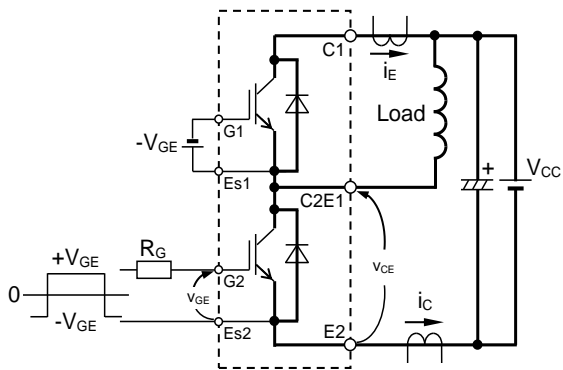 C1
iE
Load
G1
-VGE
Es1
+
VCC
C2E1
RG
+VGE
vCE
0
vGE
G2
-VGE
Es2
E2
iC